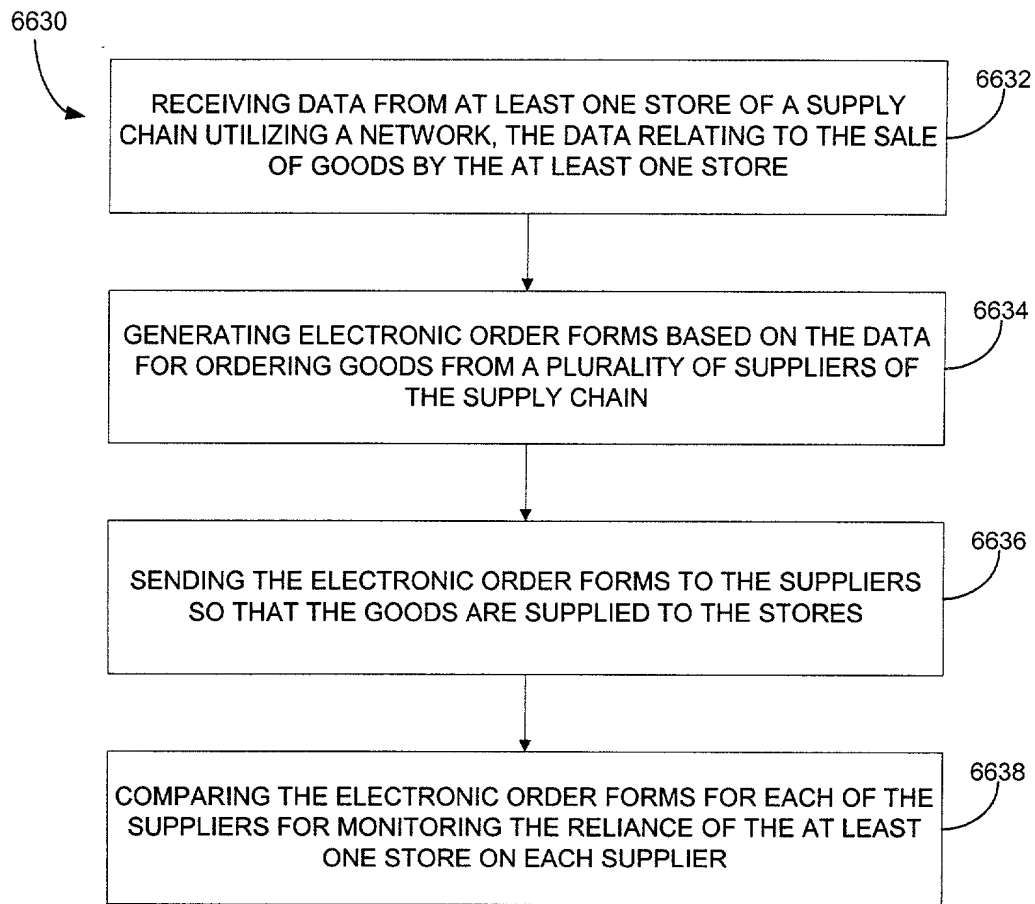 6630
RECEIVING DATA FROM AT LEAST ONE STORE OF A SUPPLY
CHAIN UTILIZING A NETWORK, THE DATA RELATING TO THE SALE
OF GOODS BY THE AT LEAST ONE STORE
6632
GENERATING ELECTRONIC ORDER FORMS BASED ON THE DATA
FOR ORDERING GOODS FROM A PLURALITY OF SUPPLIERS OF
THE SUPPLY CHAIN
6634
SENDING THE ELECTRONIC ORDER FORMS TO THE SUPPLIERS
SO THAT THE GOODS ARE SUPPLIED TO THE STORES
6636
COMPARING THE ELECTRONIC ORDER FORMS FOR EACH OF THE
SUPPLIERS FOR MONITORING THE RELIANCE OF THE AT LEAST
ONE STORE ON EACH SUPPLIER
6638